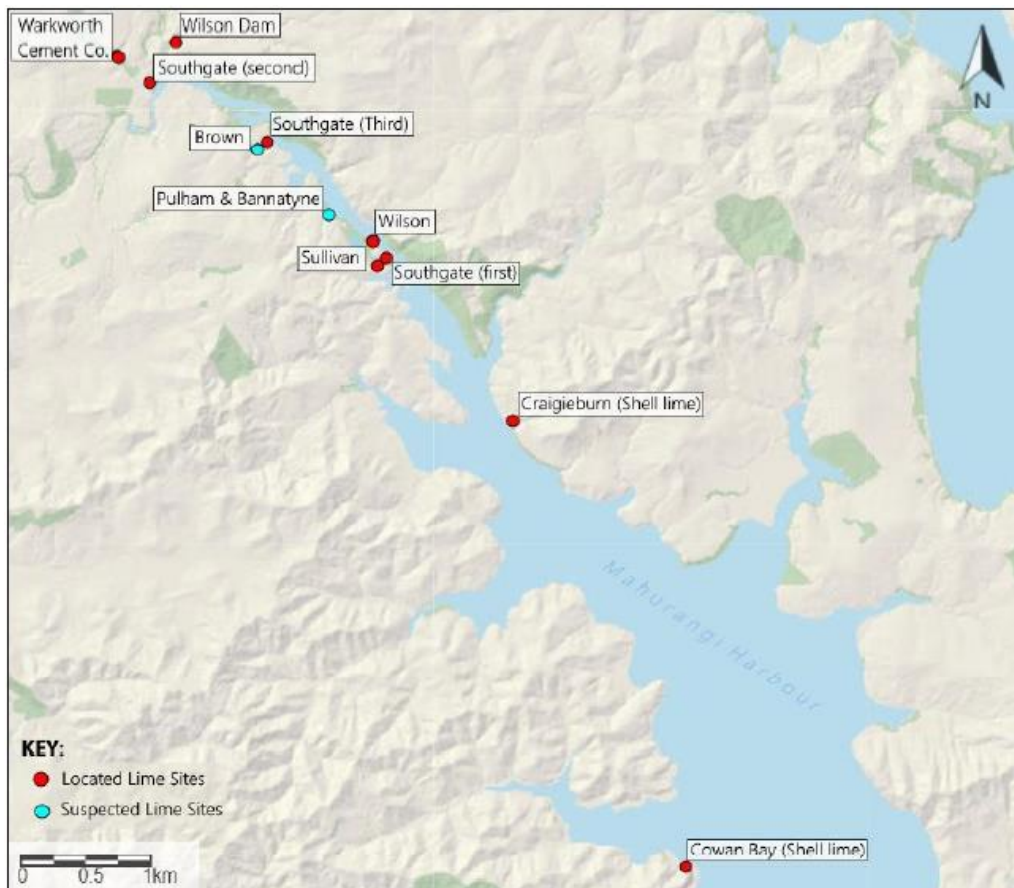 Warkworth
Cement Co.
Wilson Dam
Southgate (second)
N
Southgate (Third)
Brown
Pulham & Bannatyne
Wilson
Sullivan
Southgate (first)
Craigieburn (Shell lime)
Mahurangi Harbour
KEY:
Located Lime Sites
Suspected Lime Sites
0 0.5 1km
Cowan Bay (Shell lime)